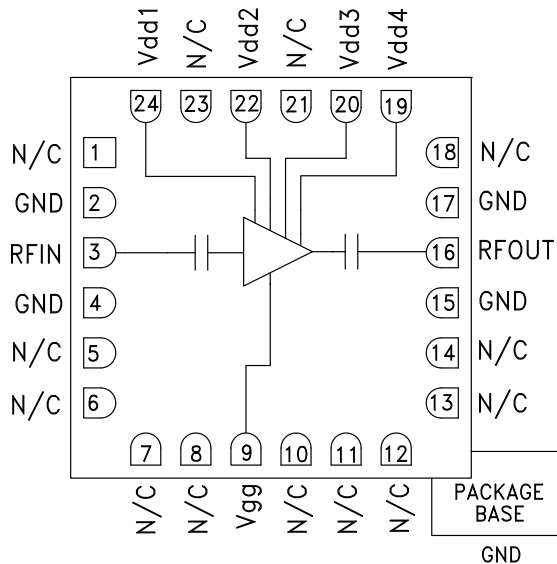 Vdd1
N/C
Vdd2
N/C
Vdd3
Vdd4
24
23
22
21
20
19
N/C 1
GND 2
RFIN 3
GND 4
N/C 5
N/C 6
18 N/C
17 GND
16 RFOUT
15 GND
14 N/C
13 N/C
7
8
9
10
11
12
N/C
N/C
Vgg
N/C
N/C
N/C
PACKAGE
BASE
GND